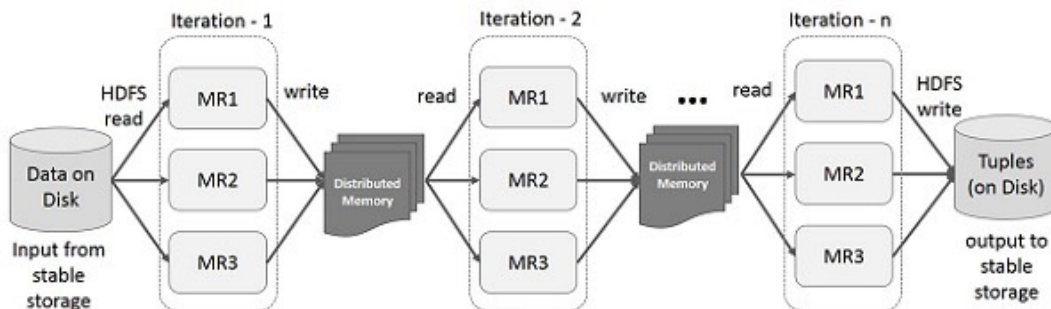 Iteration - 1
Iteration - 2
Iteration - n
HDFS
read
MR1
write
read
MR1
write
...
read
MR1
HDFS
write
Data on
Disk
MR2
Distributed
Memory
MR2
Distributed
Memory
MR2
Tuples
(on Disk)
Input from
stable
storage
MR3
MR3
MR3
output to
stable
storage